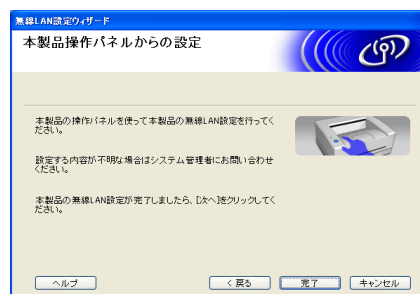 無線LAN設定ウィザード
本製品操作パネルからの設定
本製品の操作パネルを使って本製品の無線LAN設定を行ってく
ださい。
設定する内容が不明な場合はシステム管理者にお問い合わせ
ください。
本製品の無線LAN設定が完了しましたら、[次へ]をクリックしてく
ださい。
ヘルプ
< 戻る
完了
キャンセル